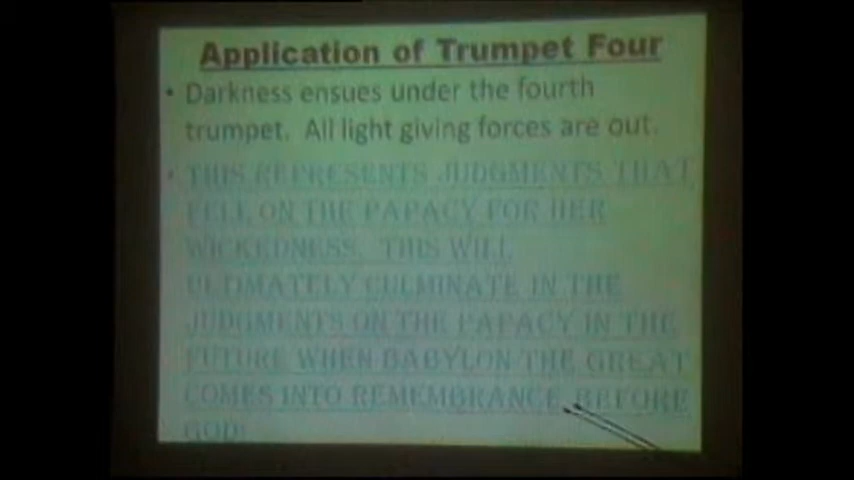 Application of Trumpet Four
• Darkness ensues under the fourth
trumpet. All light giving forces are out.
• THIS REPRESENTS JUDGMENTS THAT
FELL ON THE PAPACY FOR HER
WICKEDNESS. THIS WILL
ULTIMATELY CULMINATE IN THE
JUDGMENTS ON THE PAPACY IN THE
FUTURE WHEN BABYLON THE GREAT
COMES INTO REMEMBRANCE BEFORE
GOD.